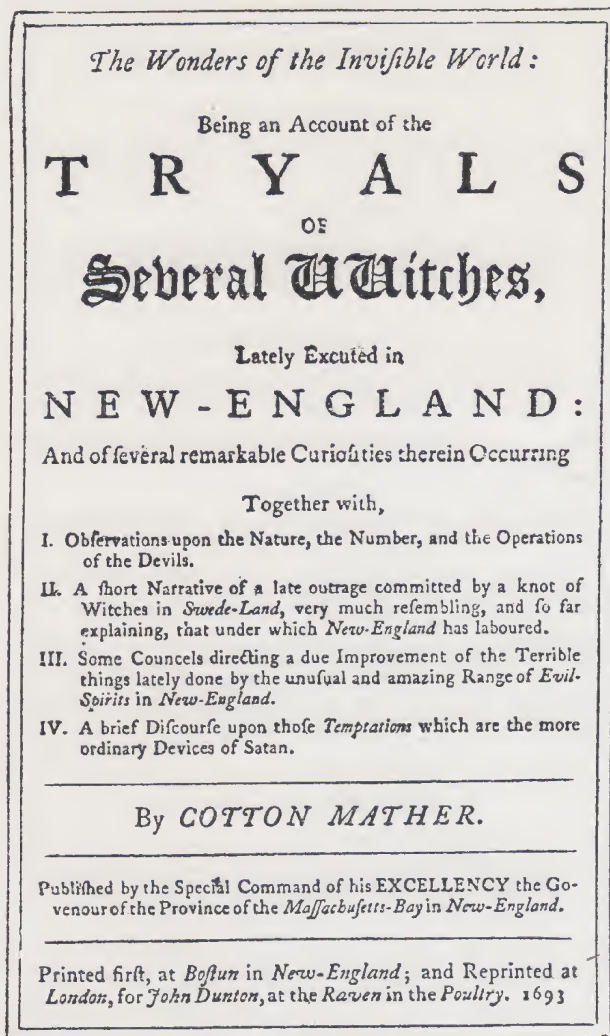 The Wonders of the Inviſible World:
Being an Account of the
TRYALS
OF
Several UUitches,
Lately Excuted in
NEW-ENGLAND:
And of ſeveral remarkable Curioſities therein Occurring
Together with,
I. Obſervations upon the Nature, the Number, and the Operations
of the Devils.
II. A ſhort Narrative of a late outrage committed by a knot of
Witches in Swede-Land, very much reſembling, and ſo far
explaining, that under which New-England has laboured.
III. Some Councels directing a due Improvement of the Terrible
things lately done by the unuſual and amazing Range of Evil-
Spirits in New-England.
IV. A brief Diſcourſe upon thoſe Temptations which are the more
ordinary Devices of Satan.
By COTTON MATHER.
Publiſhed by the Special Command of his EXCELLENCY the Go-
venour of the Province of the Maſſachuſetts-Bay in New-England.
Printed firſt, at Boſtun in New-England; and Reprinted at
London, for John Dunton, at the Raven in the Poultry. 1693